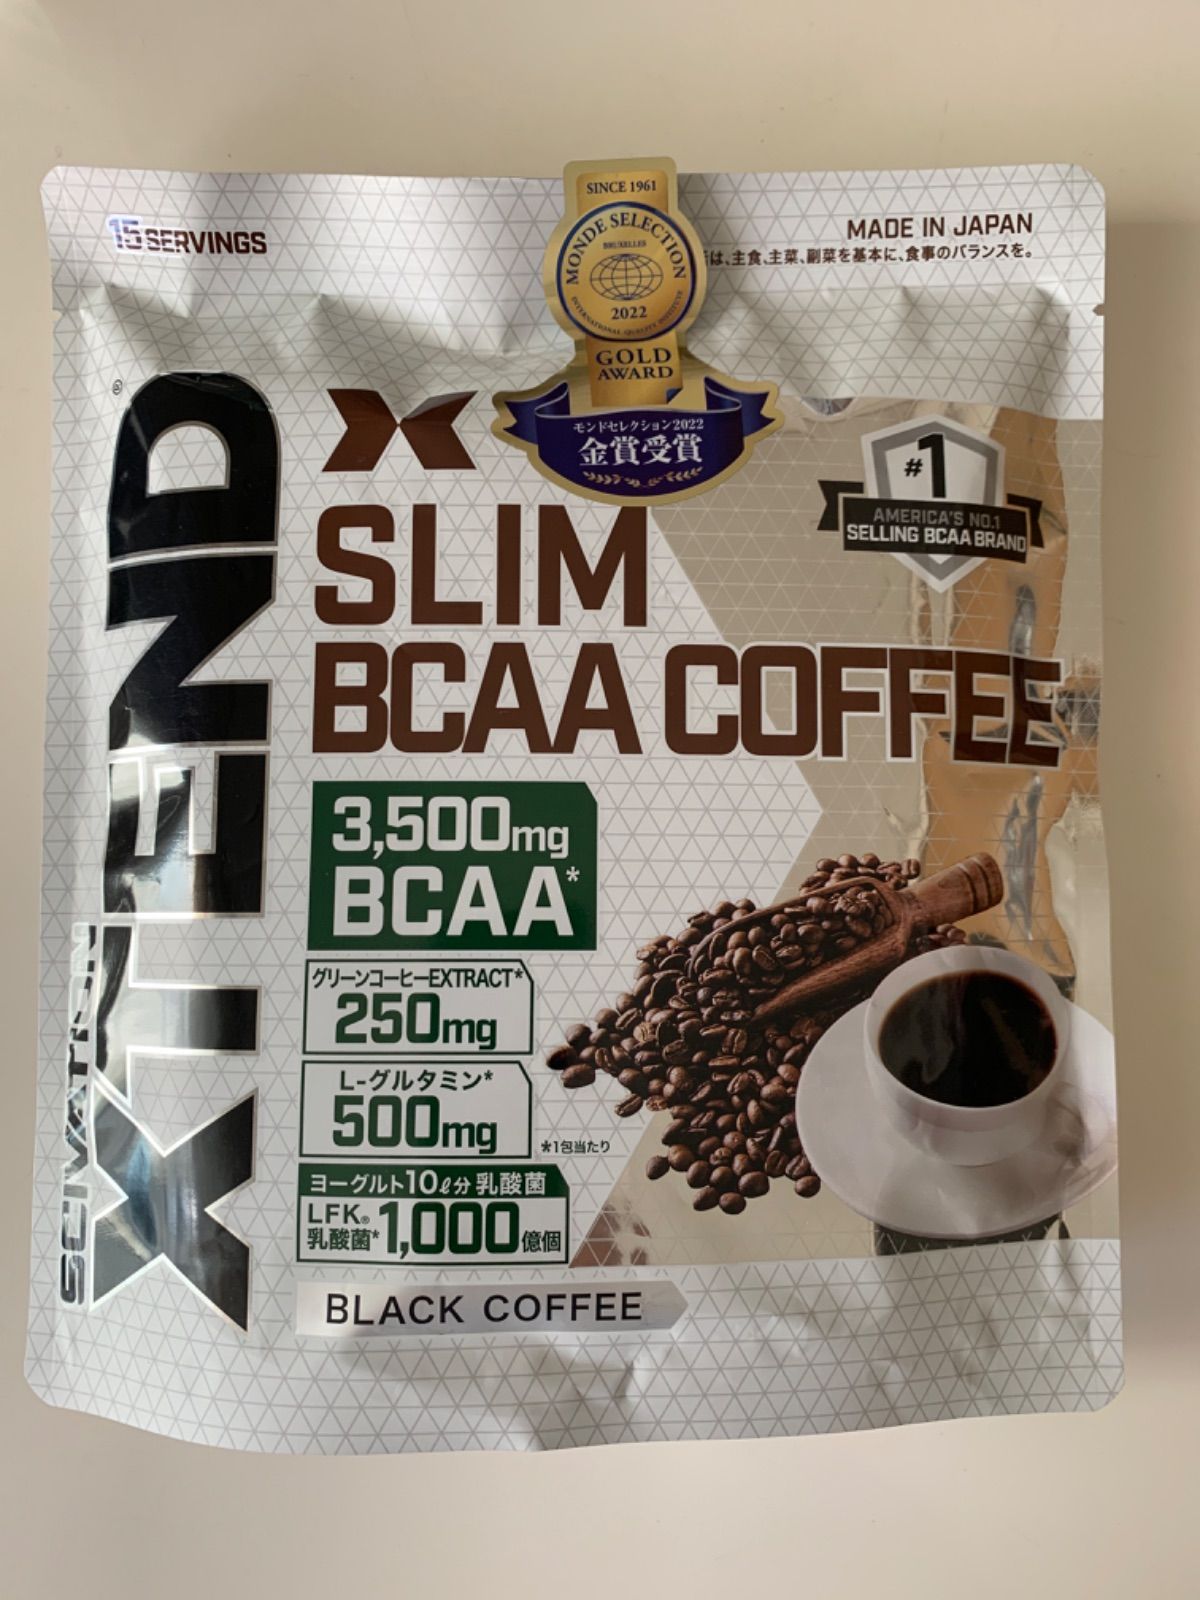 SINCE 1961
MONDE SELECTION
BRUXELLES
2022
INTERNATIONAL QUALITY INSTITUTE
GOLD
AWARD
モンドセレクション2022
金賞受賞
15 SERVINGS
MADE IN JAPAN
は、主食、主菜、副菜を基本に、食事のバランスを。
#1
AMERICA'S NO.1
SELLING BCAA BRAND
XTEND®
SCIVATION
SLIM
BCAA COFFEE
3,500mg
BCAA*
グリーンコーヒーEXTRACT*
250mg
L-グルタミン*
500mg
*1包当たり
ヨーグルト10ℓ分 乳酸菌
LFK®
乳酸菌*
1,000億個
BLACK COFFEE